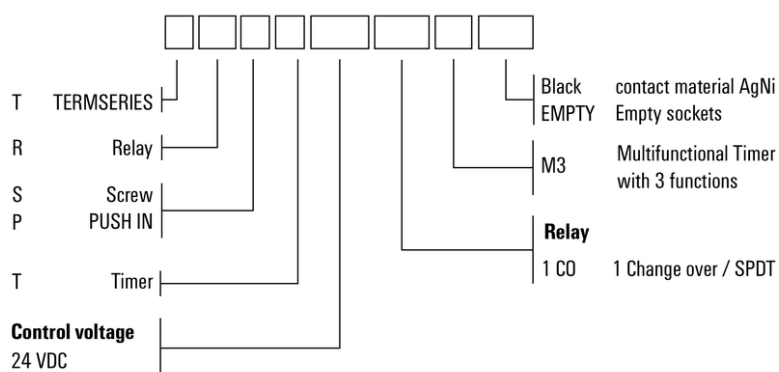 T TERMSERIES
R Relay
S Screw
P PUSH IN
T Timer
Control voltage
24 VDC
Black contact material AgNi
EMPTY Empty sockets
M3 Multifunctional Timer
with 3 functions
Relay
1 CO 1 Change over / SPDT